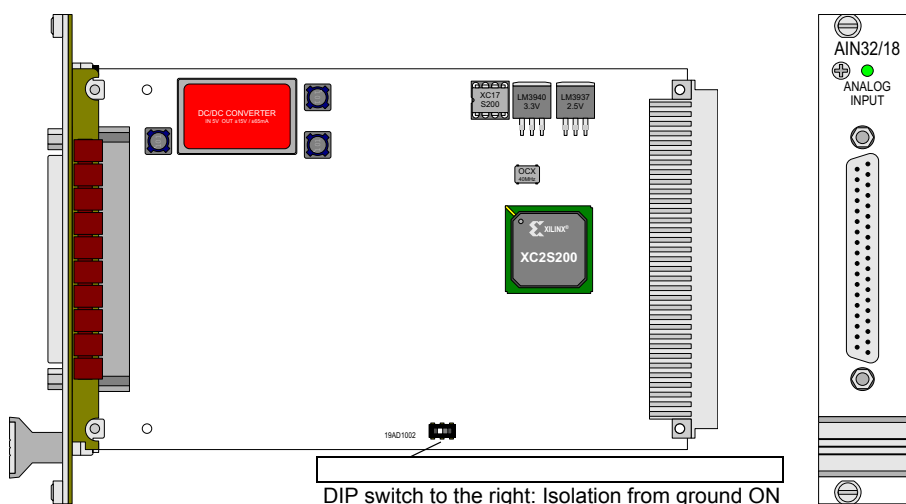 DC/DC CONVERTER
IN 5V OUT ±15V / ±85mA
XC17
S200
LM3940
3.3V
LM3937
2.5V
OCX
40MHz
XILINX®
XC2S200
19AD1002
DIP switch to the right: Isolation from ground ON
AIN32/18
ANALOG
INPUT